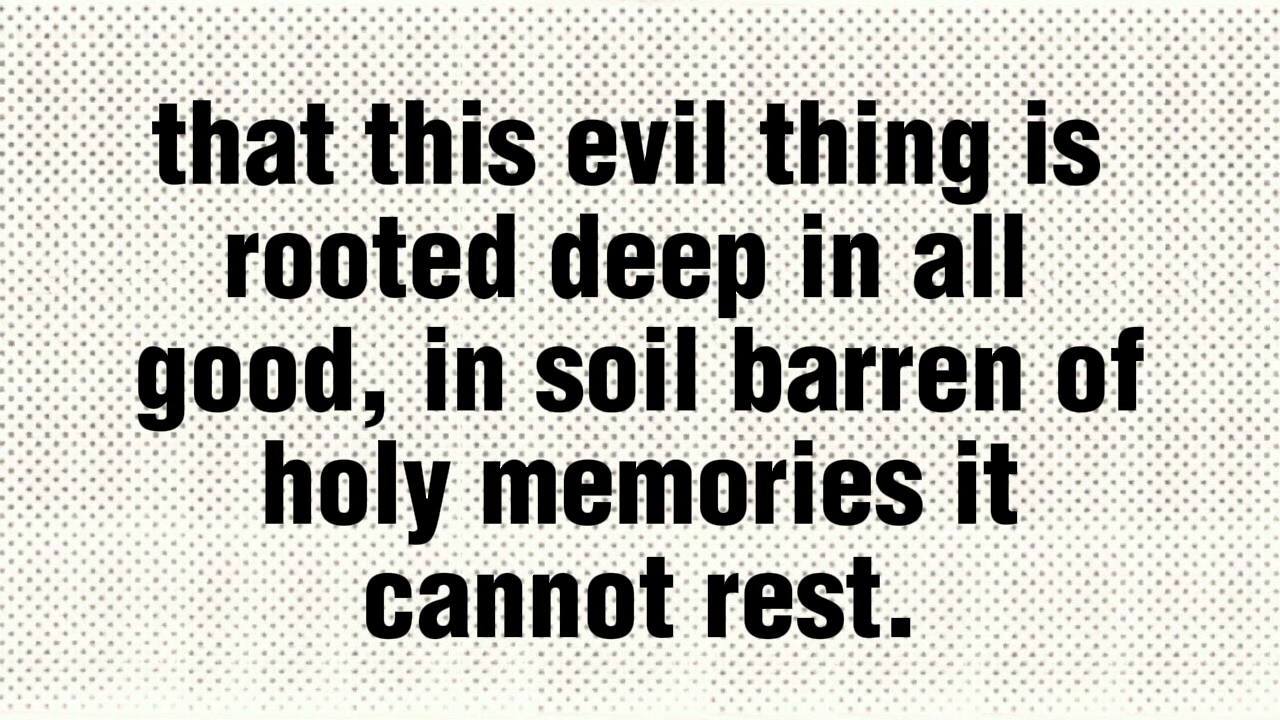 that this evil thing is
rooted deep in all
good, in soil barren of
holy memories it
cannot rest.